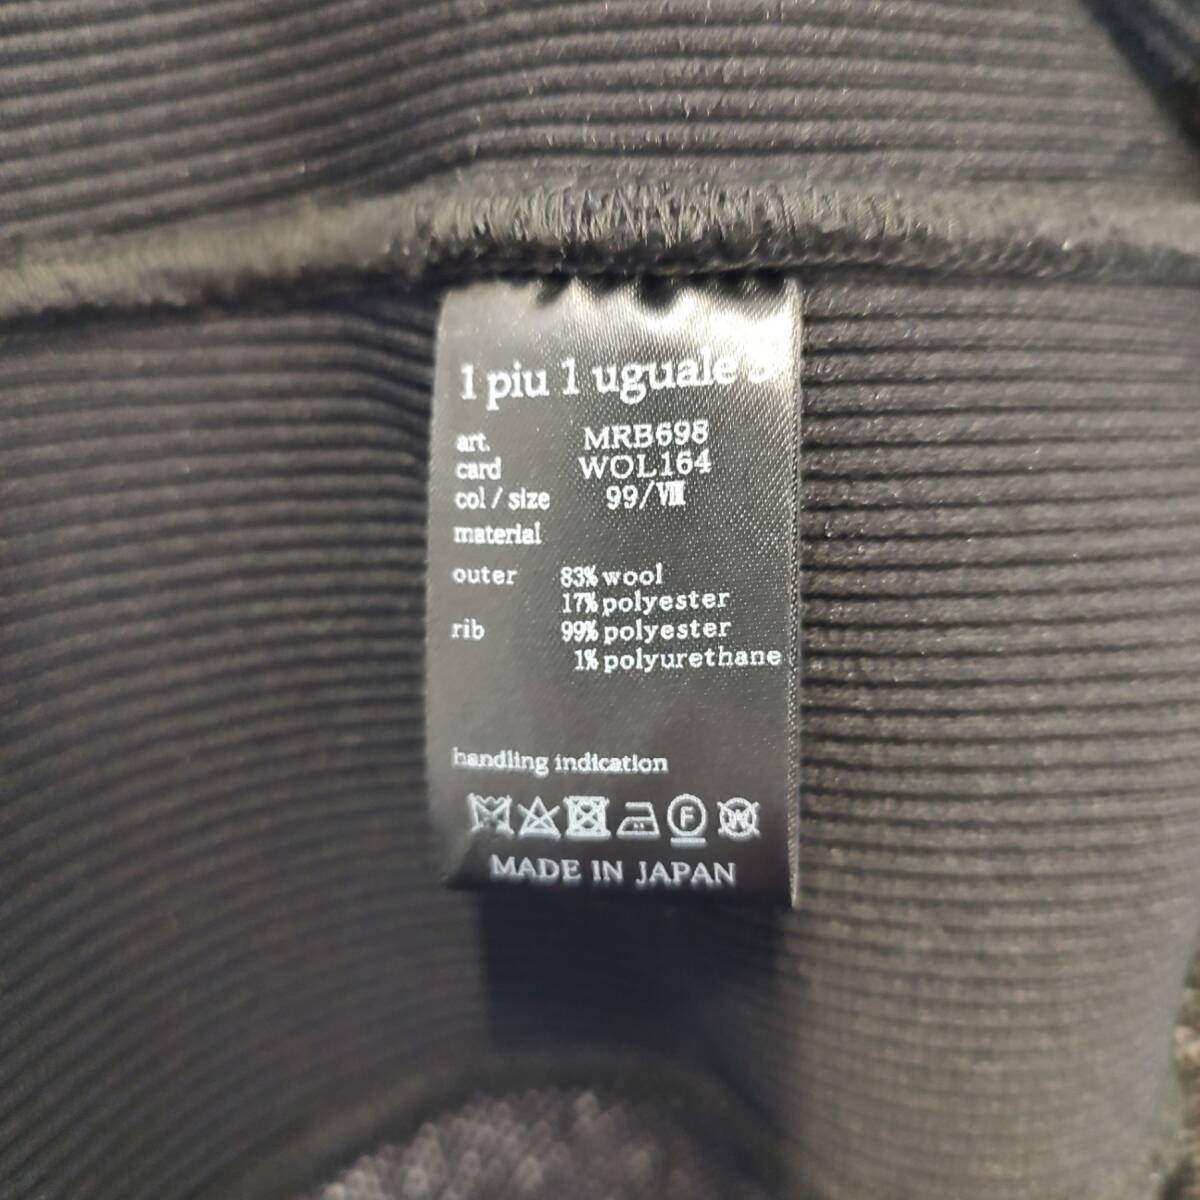 1 piu 1 uguale 3
art. MRB698
card WOL164
col / size 99/Ⅷ
material
outer 83% wool
17% polyester
rib 99% polyester
1% polyurethane
handling indication
F W
MADE IN JAPAN